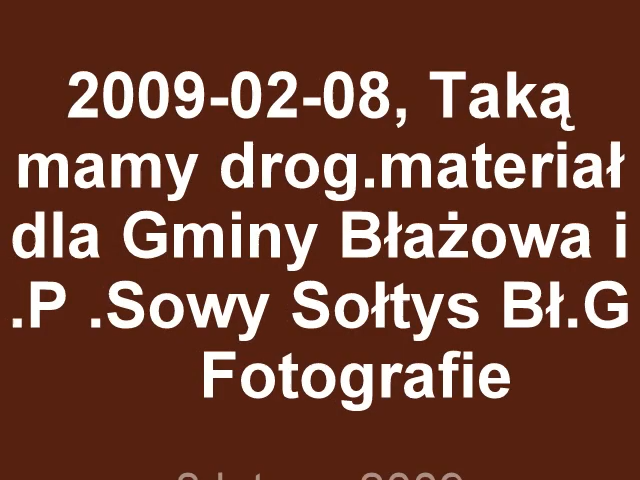 2009-02-08, Taką
mamy drog.materiał
dla Gminy Błażowa i
.P .Sowy Sołtys Bł.G
Fotografie